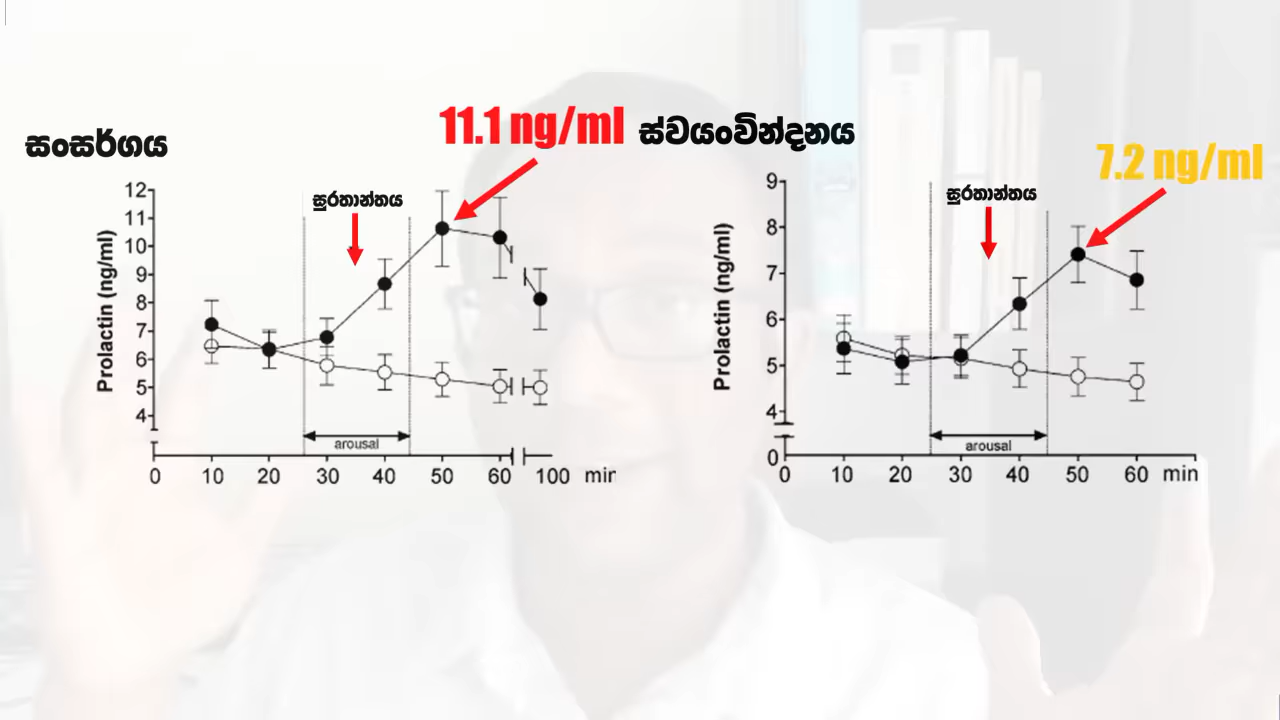 සංසර්ගය
11.1 ng/ml
සුරතාන්තය
Prolactin (ng/ml)
12
11
10
9
8
7
6
5
4
arousal
0 10 20 30 40 50 60 100 min
ස්වයංවින්දනය
7.2 ng/ml
සුරතාන්තය
Prolactin (ng/ml)
9
8
7
6
5
4
0
arousal
0 10 20 30 40 50 60 min